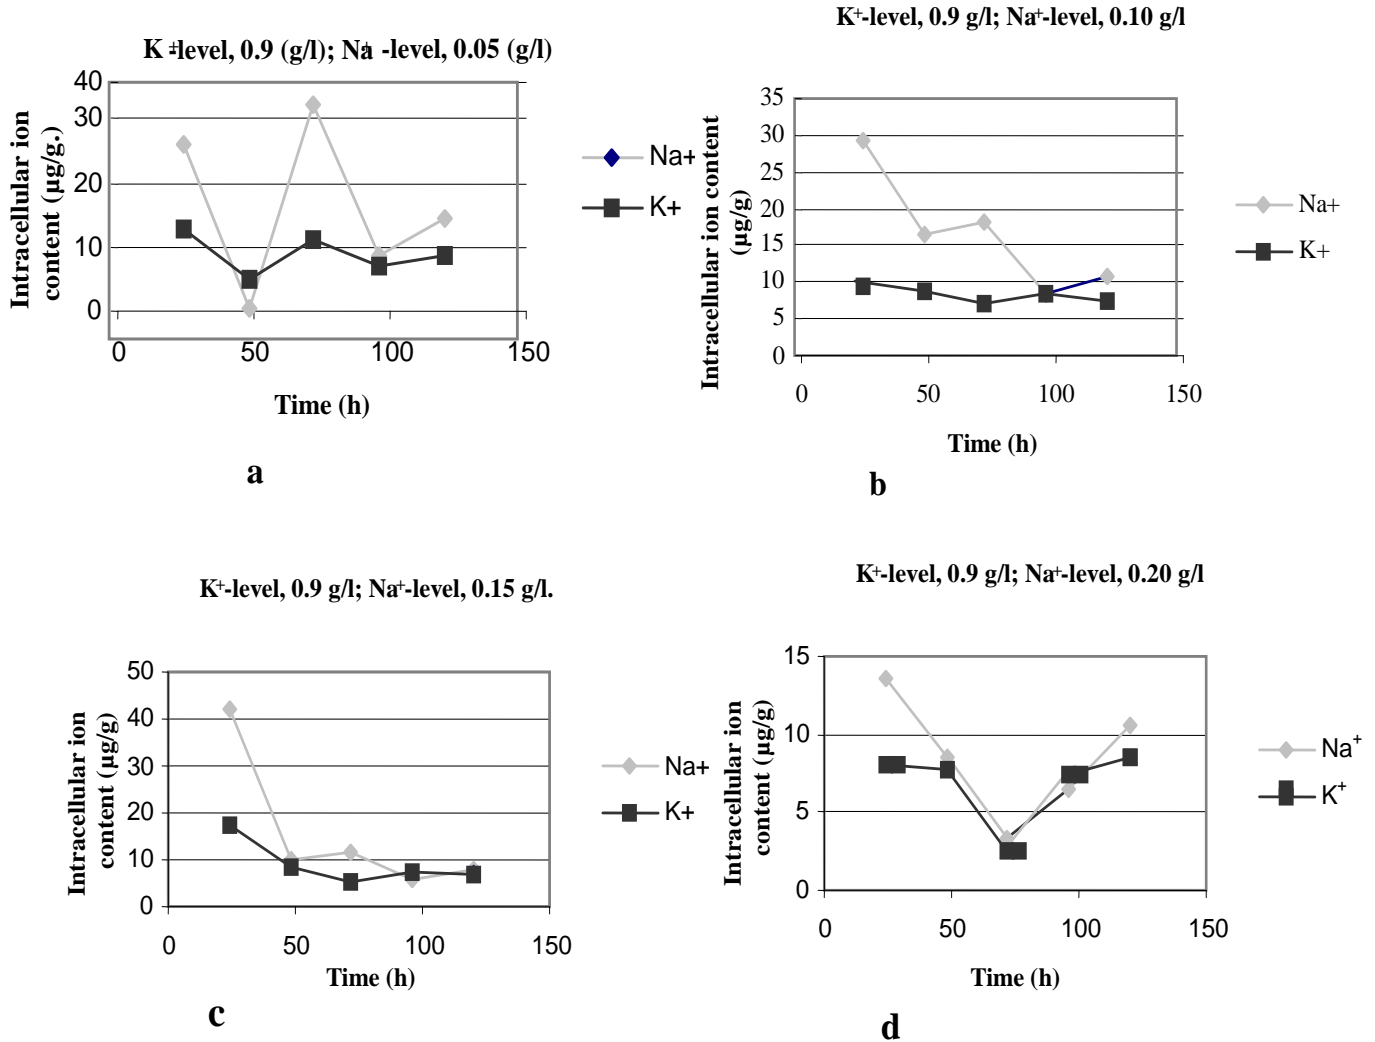 K+-level, 0.9 (g/l); Na+ -level, 0.05 (g/l)
40
30
20
10
0
0 50 100 150
Intracellular ion
content (µg/g.)
Time (h)
Na+
K+
a
K+-level, 0.9 g/l; Na+-level, 0.10 g/l
35
30
25
20
15
10
5
0
0 50 100 150
Intracellular ion content
(µg/g)
Time (h)
Na+
K+
b
K+-level, 0.9 g/l; Na+-level, 0.15 g/l.
50
40
30
20
10
0
0 50 100 150
Intracellular ion
content (µg/g)
Time (h)
Na+
K+
c
K+-level, 0.9 g/l; Na+-level, 0.20 g/l
15
10
5
0
0 50 100 150
Intracellular ion
content (µg/g)
Time (h)
Na+
K+
d